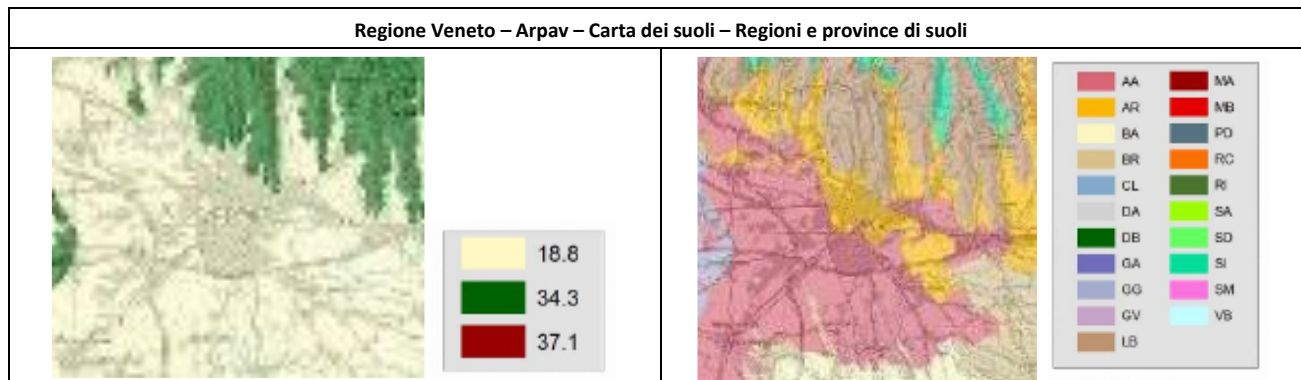 Regione Veneto – Arpav – Carta dei suoli – Regioni e province di suoli
18.8
34.3
37.1
AA MA
AR MB
BA PD
BR RC
CL RI
DA SA
DB SD
GA SI
GG SM
GV VB
LB